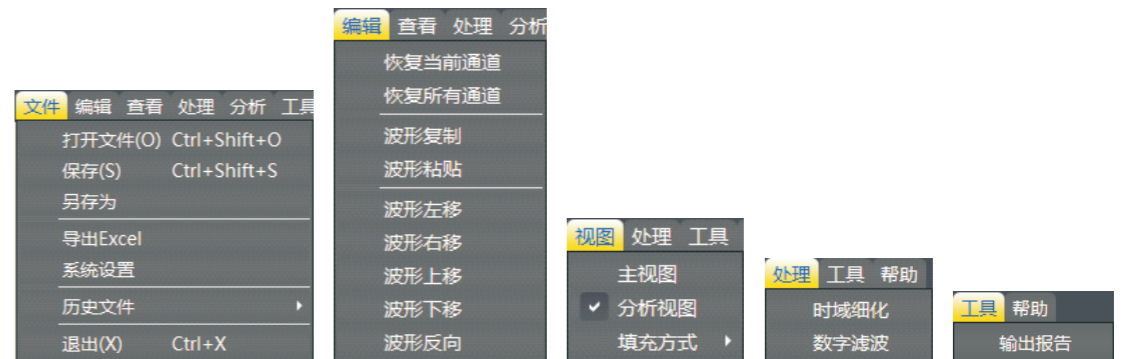 文件 编辑 查看 处理 分析 工具
打开文件(O) Ctrl+Shift+O
保存(S) Ctrl+Shift+S
另存为
导出Excel
系统设置
历史文件
退出(X) Ctrl+X
编辑 查看 处理 分析
恢复当前通道
恢复所有通道
波形复制
波形粘贴
波形左移
波形右移
波形上移
波形下移
波形反向
视图 处理 工具
主视图
分析视图
填充方式
处理 工具 帮助
时域细化
数字滤波
工具 帮助
输出报告